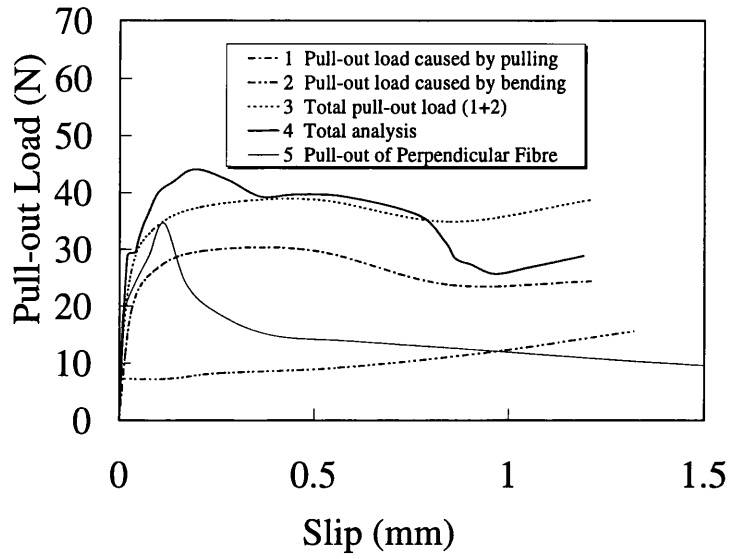 70
60
50
40
30
20
10
0
Pull-out Load (N)
1 Pull-out load caused by pulling
2 Pull-out load caused by bending
3 Total pull-out load (1+2)
4 Total analysis
5 Pull-out of Perpendicular Fibre
0 0.5 1 1.5
Slip (mm)